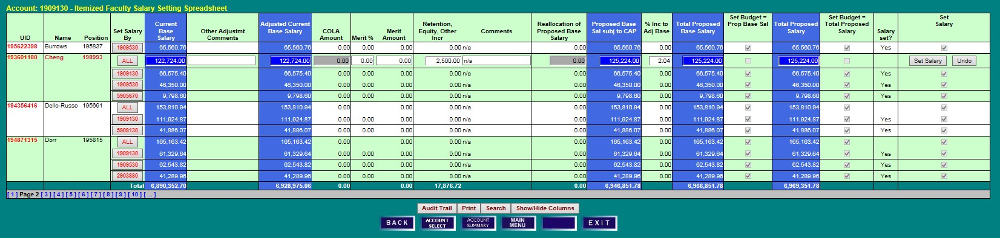 Account: 1909130 - Itemized Faculty Salary Setting Spreadsheet
UID Name Position Set Salary By Current Base Salary Other Adjustmt Comments Adjusted Current Base Salary COLA Amount Merit % Merit Amount Retention, Equity, Other Incr Comments Reallocation of Proposed Base Salary Proposed Base Sal subj to CAP % Inc to Adj Base Total Proposed Base Salary Set Budget = Prop Base Sal Total Proposed Salary Set Budget = Total Proposed Salary Salary set? Set Salary
195622398 Burrows 195837 1909530 65,560.76 65,560.76 0.00 0.00 0.00 0.00 n/a 0.00 65,560.76 0.00 65,560.76 65,560.76 Yes
193601180 Cheng 198993 ALL 122,724.00 122,724.00 0.00 0.00 0.00 2,500.00 n/a 0.00 125,224.00 2.04 125,224.00 125,224.00 Set Salary Undo
1909130 66,575.40 66,575.40 0.00 0.00 0.00 0.00 n/a 0.00 66,575.40 0.00 66,575.40 66,575.40 Yes
1909530 46,350.00 46,350.00 0.00 0.00 0.00 0.00 n/a 0.00 46,350.00 0.00 46,350.00 46,350.00 Yes
5905670 9,798.60 9,798.60 0.00 0.00 0.00 0.00 n/a 0.00 9,798.60 0.00 9,798.60 9,798.60 Yes
194356416 Dello-Russo 195691 ALL 153,810.94 153,810.94 0.00 0.00 0.00 n/a 0.00 153,810.94 0.00 153,810.94 153,810.94
1909130 111,924.87 111,924.87 0.00 0.00 0.00 0.00 n/a 0.00 111,924.87 0.00 111,924.87 111,924.87 Yes
5908130 41,886.07 41,886.07 0.00 0.00 0.00 0.00 n/a 0.00 41,886.07 0.00 41,886.07 41,886.07 Yes
194871315 Dorr 195815 ALL 165,163.42 165,163.42 0.00 0.00 0.00 n/a 0.00 165,163.42 0.00 165,163.42 165,163.42
1909130 61,329.64 61,329.64 0.00 0.00 0.00 0.00 n/a 0.00 61,329.64 0.00 61,329.64 61,329.64 Yes
1909530 62,543.82 62,543.82 0.00 0.00 0.00 0.00 n/a 0.00 62,543.82 0.00 62,543.82 62,543.82 Yes
2903880 41,289.96 41,289.96 0.00 0.00 0.00 0.00 n/a 0.00 41,289.96 0.00 41,289.96 41,289.96 Yes
Total 6,890,352.70 6,928,975.06 0.00 0.00 17,876.72 0.00 6,946,851.78 6,966,851.78 6,969,351.78
[ 1 ] Page 2 [ 3 ] [ 4 ] [ 5 ] [ 6 ] [ 7 ] [ 8 ] [ 9 ] [ 10 ] [ ... ]
Audit Trail Print Search Show/Hide Columns
BACK ACCOUNT SELECT ACCOUNT SUMMARY MAIN MENU EXIT